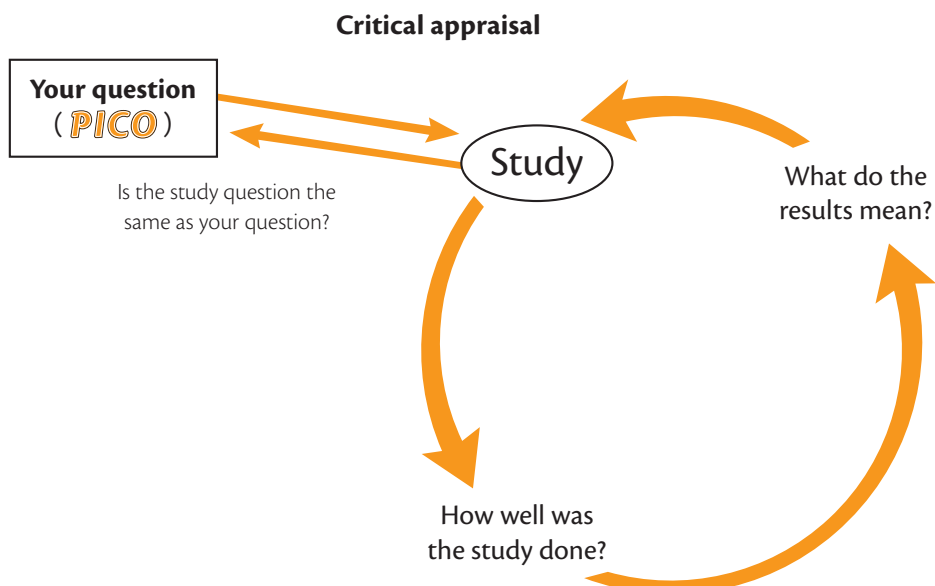 Critical appraisal
Your question
( PICO )
Is the study question the
same as your question?
Study
What do the
results mean?
How well was
the study done?